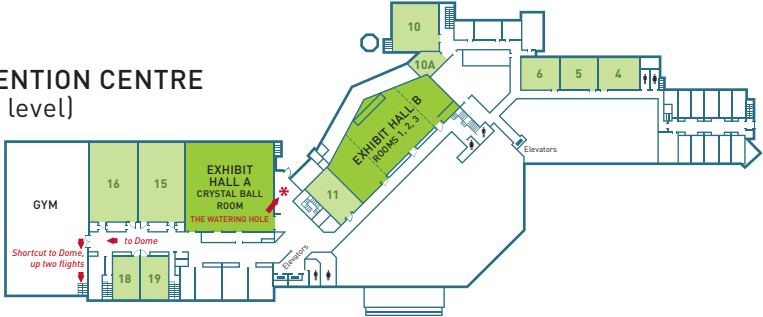 ENTION CENTRE
level)
10
10A
6
5
4
EXHIBIT HALL B
ROOMS 1, 2, 3
Elevators
GYM
16
15
EXHIBIT
HALL A
CRYSTAL BALL
ROOM
THE WATERING HOLE
*
11
to Dome
Shortcut to Dome,
up two flights
18
19
Elevators